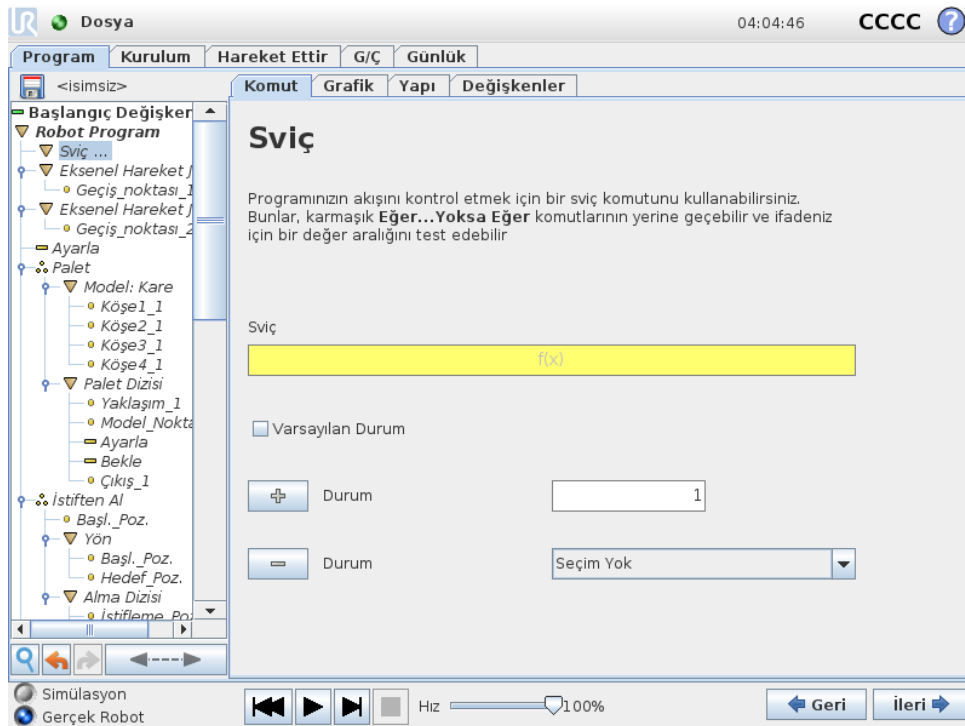 UR Dosya 04:04:46 CCCC ?
Program Kurulum Hareket Ettir G/Ç Günlük
<isimsiz>
Komut Grafik Yapı Değişkenler
Başlangıç Değişker
Robot Program
Sviç ...
Eksenel Hareket J
Geçiş_noktası_1
Eksenel Hareket J
Geçiş_noktası_2
Ayarla
Palet
Model: Kare
Köşe1_1
Köşe2_1
Köşe3_1
Köşe4_1
Palet Dizisi
Yaklaşım_1
Model_Nokta
Ayarla
Bekle
Çıkış_1
İstiften Al
Başl._Poz.
Yön
Başl._Poz.
Hedef_Poz.
Alma Dizisi
İstifleme_Poz
Sviç
Programınızın akışını kontrol etmek için bir sviç komutunu kullanabilirsiniz.
Bunlar, karmaşık Eğer...Yoksa Eğer komutlarının yerine geçebilir ve ifadeniz
için bir değer aralığını test edebilir
Sviç
f(x)
Varsayılan Durum
Durum 1
Durum Seçim Yok
Simülasyon
Gerçek Robot
Hız 100%
Geri İleri